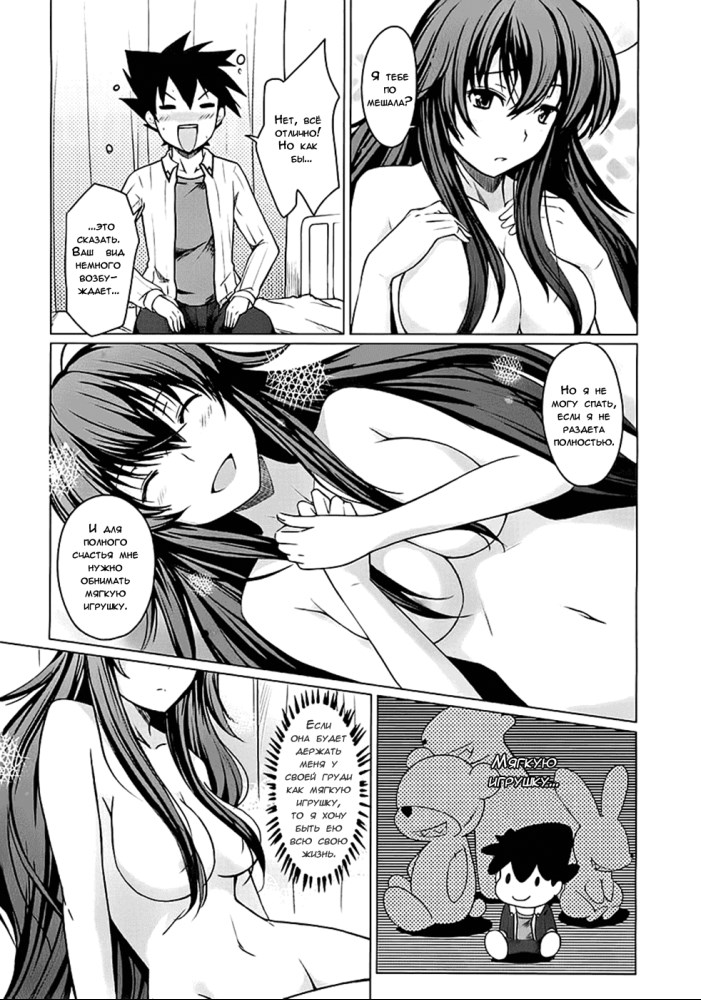 Я тебе
по
мешала?
Нет, всё
отлично!
Но как
бы...
...это
сказать.
Ваш вид
немного
возбу-
ждает...
Но я не
могу спать,
если я не
раздета
полностью.
И для
полного
счастья мне
нужно
обнимать
мягкую
игрушку.
Мягкую
игрушку...
Если
она будет
держать
меня у
своей груди
как мягкую
игрушку,
то я хочу
быть ею
всю свою
жизнь.